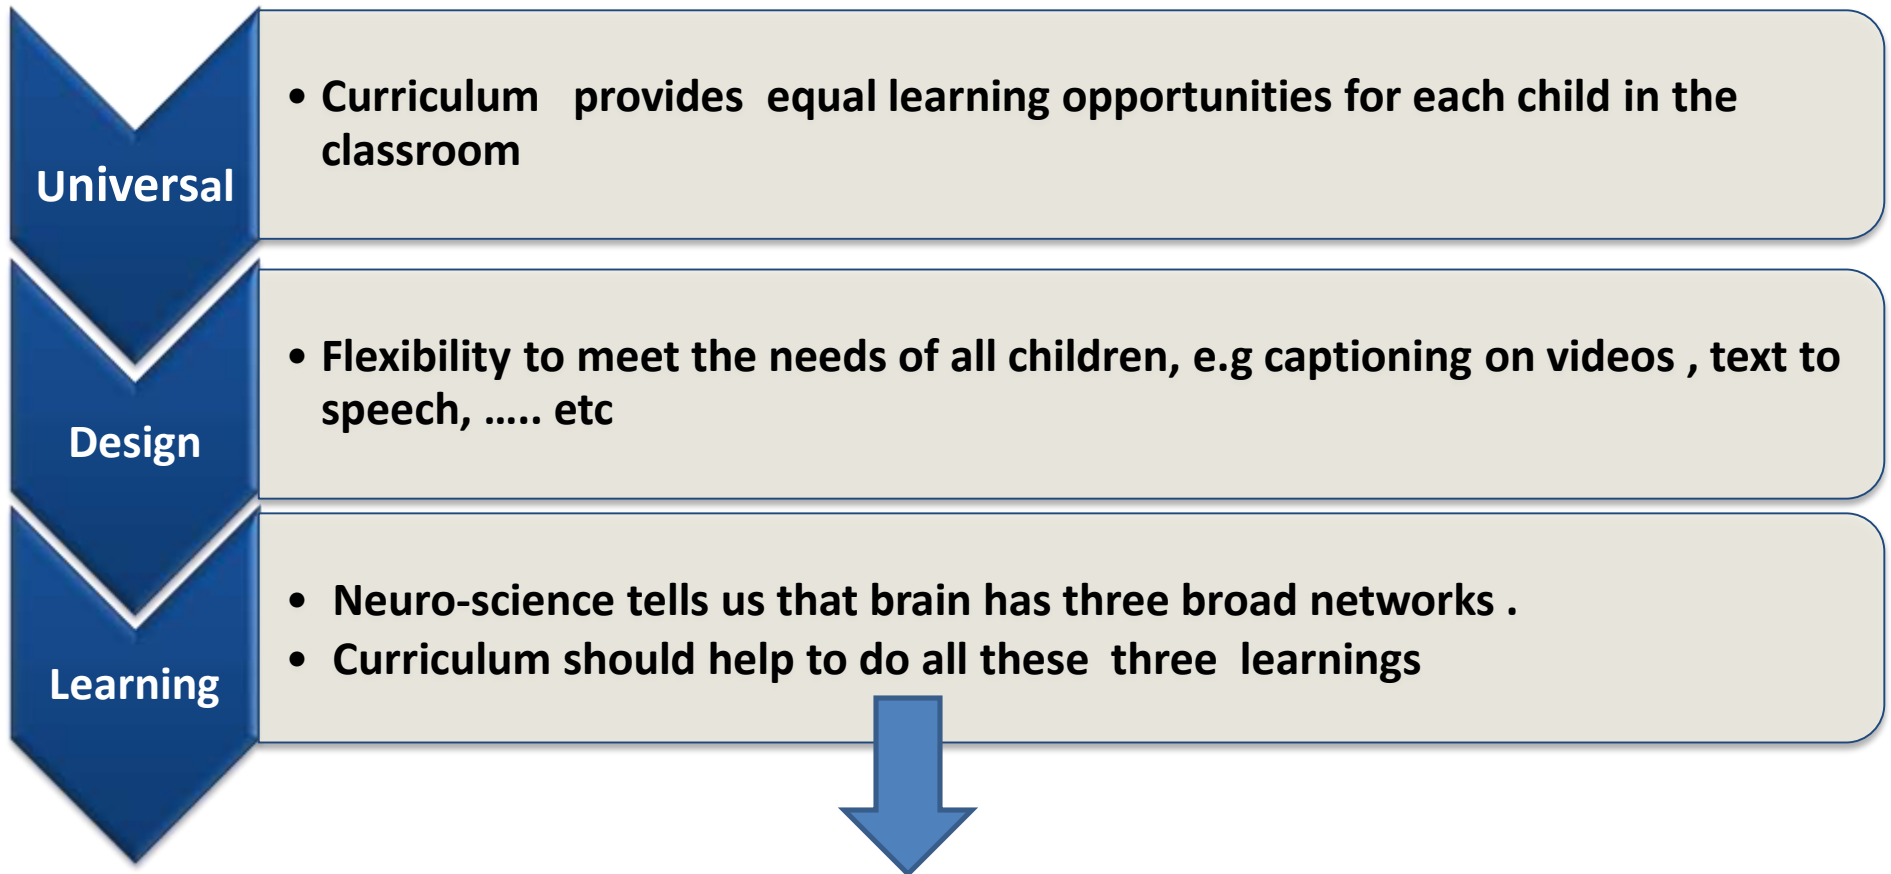 Universal
• Curriculum provides equal learning opportunities for each child in the
classroom
Design
• Flexibility to meet the needs of all children, e.g captioning on videos , text to
speech, ..... etc
Learning
• Neuro-science tells us that brain has three broad networks .
• Curriculum should help to do all these three learnings